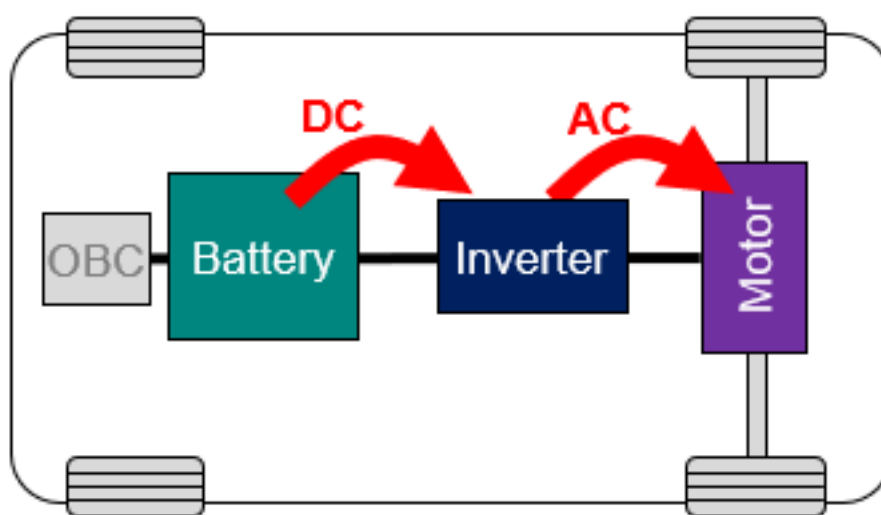 DC
AC
OBC
Battery
Inverter
Motor